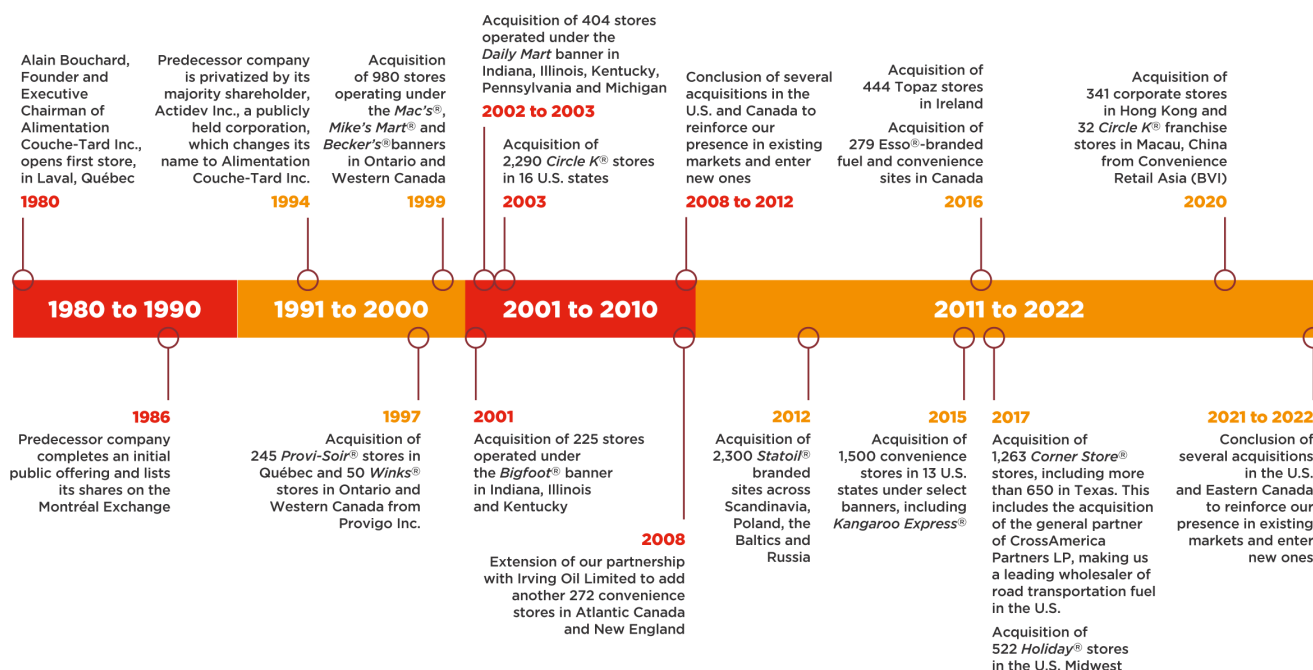 Alain Bouchard,
Founder and
Executive
Chairman of
Alimentation
Couche-Tard Inc.,
opens first store,
in Laval, Québec
1980
Predecessor company
is privatized by its
majority shareholder,
Actidev Inc., a publicly
held corporation,
which changes its
name to Alimentation
Couche-Tard Inc.
1994
Acquisition
of 980 stores
operating under
the Mac's®,
Mike's Mart® and
Becker's®banners
in Ontario and
Western Canada
1999
Acquisition of 404 stores
operated under the
Daily Mart banner in
Indiana, Illinois, Kentucky,
Pennsylvania and Michigan
2002 to 2003
Acquisition of
2,290 Circle K® stores
in 16 U.S. states
2003
Conclusion of several
acquisitions in the
U.S. and Canada to
reinforce our
presence in existing
markets and enter
new ones
2008 to 2012
Acquisition of
444 Topaz stores
in Ireland
Acquisition of
279 Esso®-branded
fuel and convenience
sites in Canada
2016
Acquisition of
341 corporate stores
in Hong Kong and
32 Circle K® franchise
stores in Macau, China
from Convenience
Retail Asia (BVI)
2020
1980 to 1990
1991 to 2000
2001 to 2010
2011 to 2022
1986
Predecessor company
completes an initial
public offering and lists
its shares on the
Montréal Exchange
1997
Acquisition of
245 Provi-Soir® stores in
Québec and 50 Winks®
stores in Ontario and
Western Canada from
Provigo Inc.
2001
Acquisition of 225 stores
operated under
the Bigfoot® banner
in Indiana, Illinois
and Kentucky
2008
Extension of our partnership
with Irving Oil Limited to add
another 272 convenience
stores in Atlantic Canada
and New England
2012
Acquisition of
2,300 Statoil®
branded
sites across
Scandinavia,
Poland, the
Baltics and
Russia
2015
Acquisition of
1,500 convenience
stores in 13 U.S.
states under select
banners, including
Kangaroo Express®
2017
Acquisition of
1,263 Corner Store®
stores, including more
than 650 in Texas. This
includes the acquisition
of the general partner
of CrossAmerica
Partners LP, making us
a leading wholesaler of
road transportation fuel
in the U.S.
Acquisition of
522 Holiday® stores
in the U.S. Midwest
2021 to 2022
Conclusion of
several acquisitions
in the U.S.
and Eastern Canada
to reinforce our
presence in existing
markets and enter
new ones